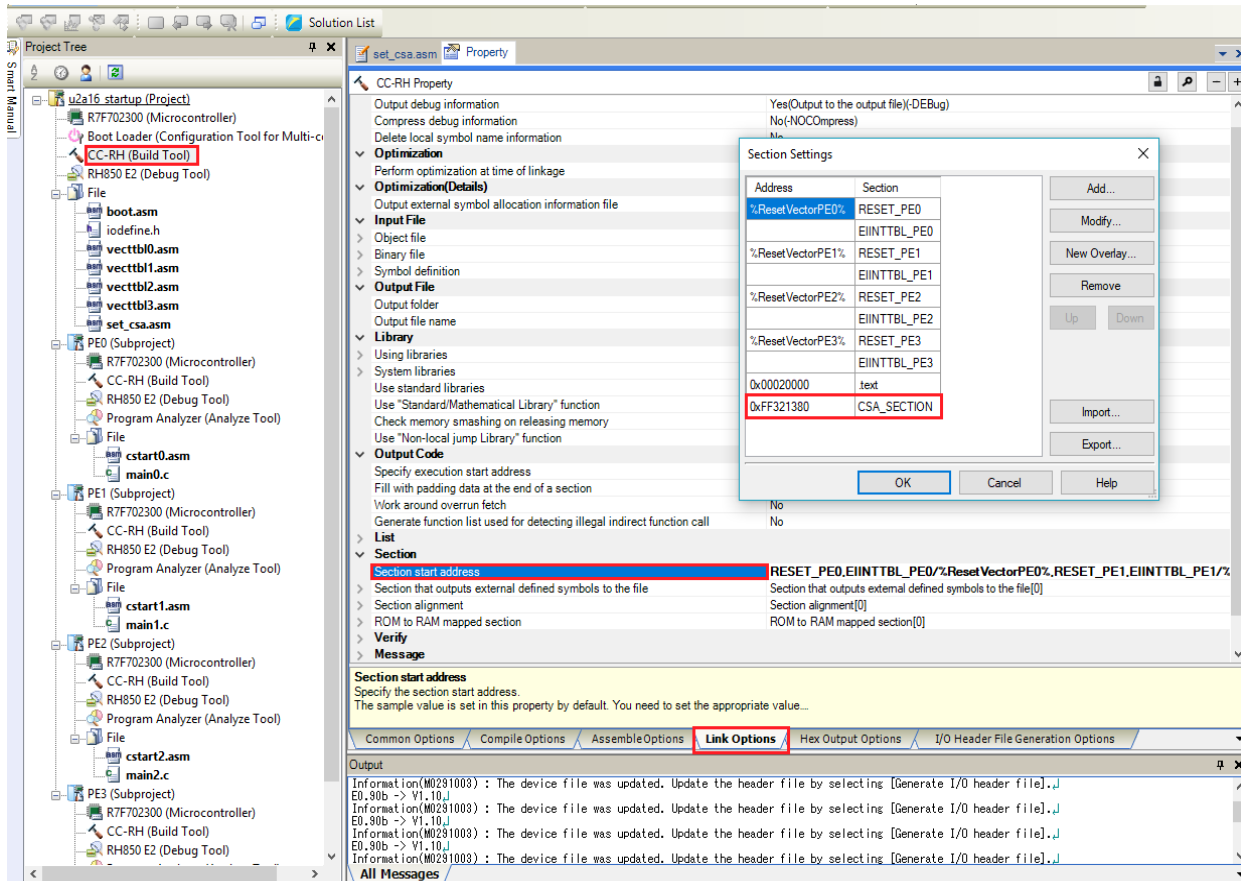 Solution List
Smart Manual
Project Tree
u2a16 startup (Project)
R7F702300 (Microcontroller)
Boot Loader (Configuration Tool for Multi-c
CC-RH (Build Tool)
RH850 E2 (Debug Tool)
File
boot.asm
iodefine.h
vecttbl0.asm
vecttbl1.asm
vecttbl2.asm
vecttbl3.asm
set_csa.asm
PE0 (Subproject)
R7F702300 (Microcontroller)
CC-RH (Build Tool)
RH850 E2 (Debug Tool)
Program Analyzer (Analyze Tool)
File
cstart0.asm
main0.c
PE1 (Subproject)
R7F702300 (Microcontroller)
CC-RH (Build Tool)
RH850 E2 (Debug Tool)
Program Analyzer (Analyze Tool)
File
cstart1.asm
main1.c
PE2 (Subproject)
R7F702300 (Microcontroller)
CC-RH (Build Tool)
RH850 E2 (Debug Tool)
Program Analyzer (Analyze Tool)
File
cstart2.asm
main2.c
PE3 (Subproject)
R7F702300 (Microcontroller)
CC-RH (Build Tool)
RH850 E2 (Debug Tool)
set_csa.asm Property
CC-RH Property
Output debug information Yes(Output to the output file)(-DEBug)
Compress debug information No(-NOCOmpress)
Delete local symbol name information No
Optimization
Perform optimization at time of linkage
Optimization(Details)
Output external symbol allocation information file
Input File
Object file
Binary file
Symbol definition
Output File
Output folder
Output file name
Library
Using libraries
System libraries
Use standard libraries
Use "Standard/Mathematical Library" function
Check memory smashing on releasing memory
Use "Non-local jump Library" function
Output Code
Specify execution start address
Fill with padding data at the end of a section
Work around overrun fetch No
Generate function list used for detecting illegal indirect function call No
List
Section
Section start address RESET_PE0,EIINTTBL_PE0/%ResetVectorPE0%,RESET_PE1,EIINTTBL_PE1/%
Section that outputs external defined symbols to the file Section that outputs external defined symbols to the file[0]
Section alignment Section alignment[0]
ROM to RAM mapped section ROM to RAM mapped section[0]
Verify
Message
Section start address
Specify the section start address.
The sample value is set in this property by default. You need to set the appropriate value....
Common Options Compile Options Assemble Options Link Options Hex Output Options I/O Header File Generation Options
Section Settings
Address Section
%ResetVectorPE0% RESET_PE0
EIINTTBL_PE0
%ResetVectorPE1% RESET_PE1
EIINTTBL_PE1
%ResetVectorPE2% RESET_PE2
EIINTTBL_PE2
%ResetVectorPE3% RESET_PE3
EIINTTBL_PE3
0x00020000 .text
0xFF321380 CSA_SECTION
Add...
Modify...
New Overlay...
Remove
Up Down
Import...
Export...
OK Cancel Help
Output
Information(M0291003) : The device file was updated. Update the header file by selecting [Generate I/O header file].
E0.90b -> V1.10,
Information(M0291003) : The device file was updated. Update the header file by selecting [Generate I/O header file].
E0.90b -> V1.10,
Information(M0291003) : The device file was updated. Update the header file by selecting [Generate I/O header file].
E0.90b -> V1.10,
Information(M0291003) : The device file was updated. Update the header file by selecting [Generate I/O header file].
All Messages